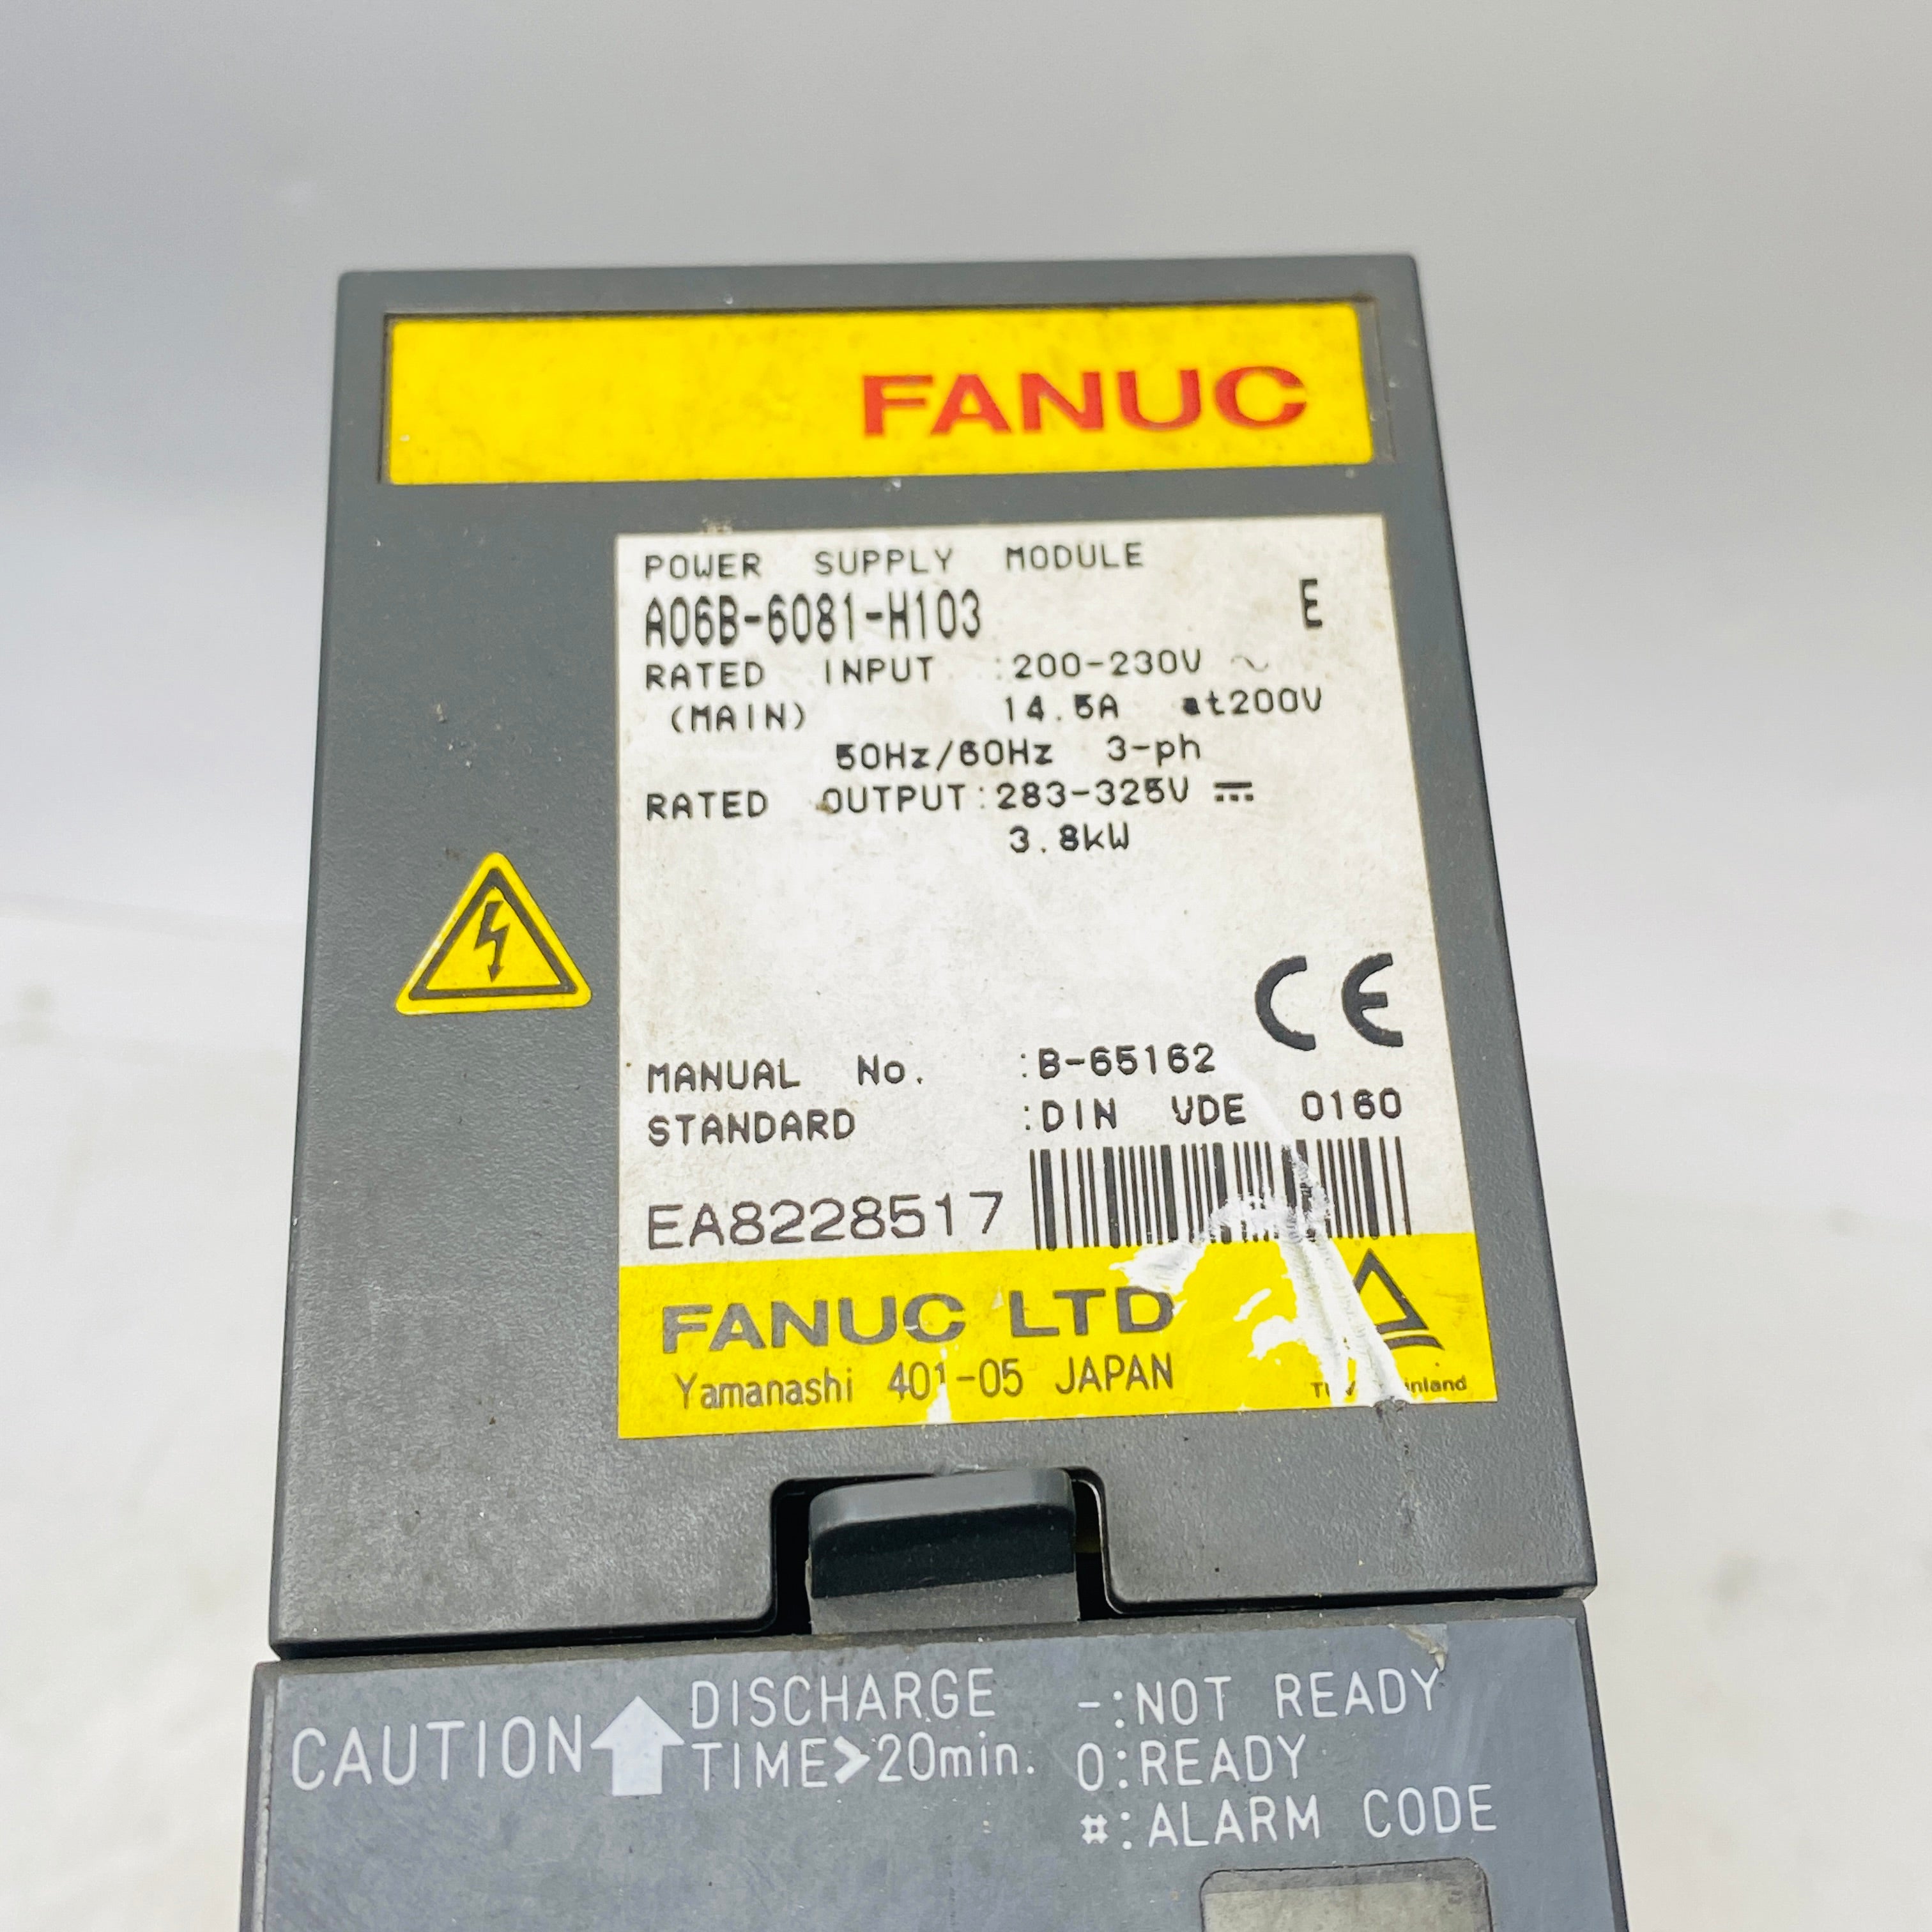 FANUC
POWER SUPPLY MODULE
A06B-6081-H103 E
RATED INPUT :200-230V ~
(MAIN) 14.5A at200V
50Hz/60Hz 3-ph
RATED OUTPUT:283-325V ⎓
3.8kW
CE
MANUAL No. :B-65162
STANDARD :DIN VDE 0160
EA8228517
FANUC LTD
Yamanashi 401-05 JAPAN
CAUTION DISCHARGE TIME>20min.
-:NOT READY
0:READY
#:ALARM CODE